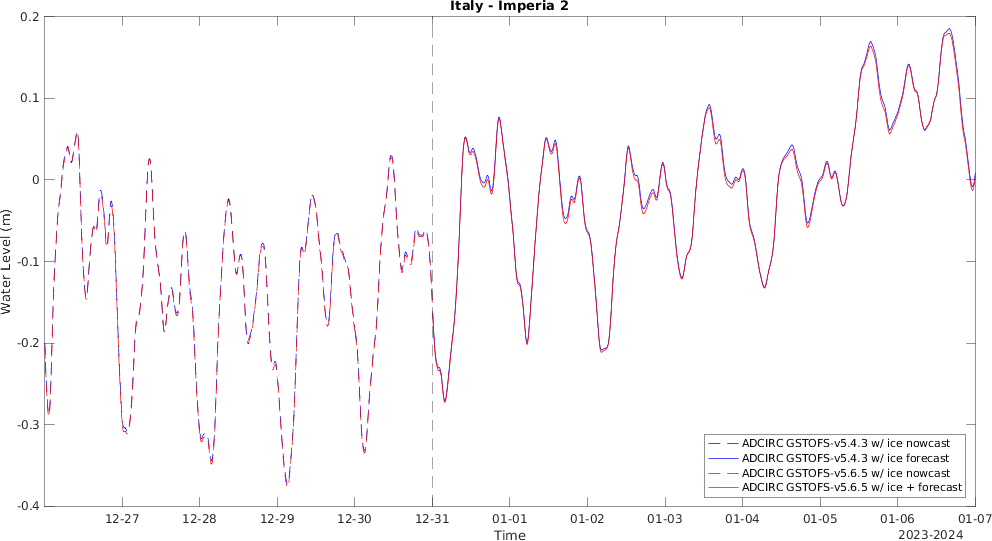 Italy - Imperia 2
Water Level (m)
0.2
0.1
0
-0.1
-0.2
-0.3
-0.4
ADCIRC GSTOFS-v5.4.3 w/ ice nowcast
ADCIRC GSTOFS-v5.4.3 w/ ice forecast
ADCIRC GSTOFS-v5.6.5 w/ ice nowcast
ADCIRC GSTOFS-v5.6.5 w/ ice + forecast
12-27 12-28 12-29 12-30 12-31 01-01 01-02 01-03 01-04 01-05 01-06 01-07
Time
2023-2024